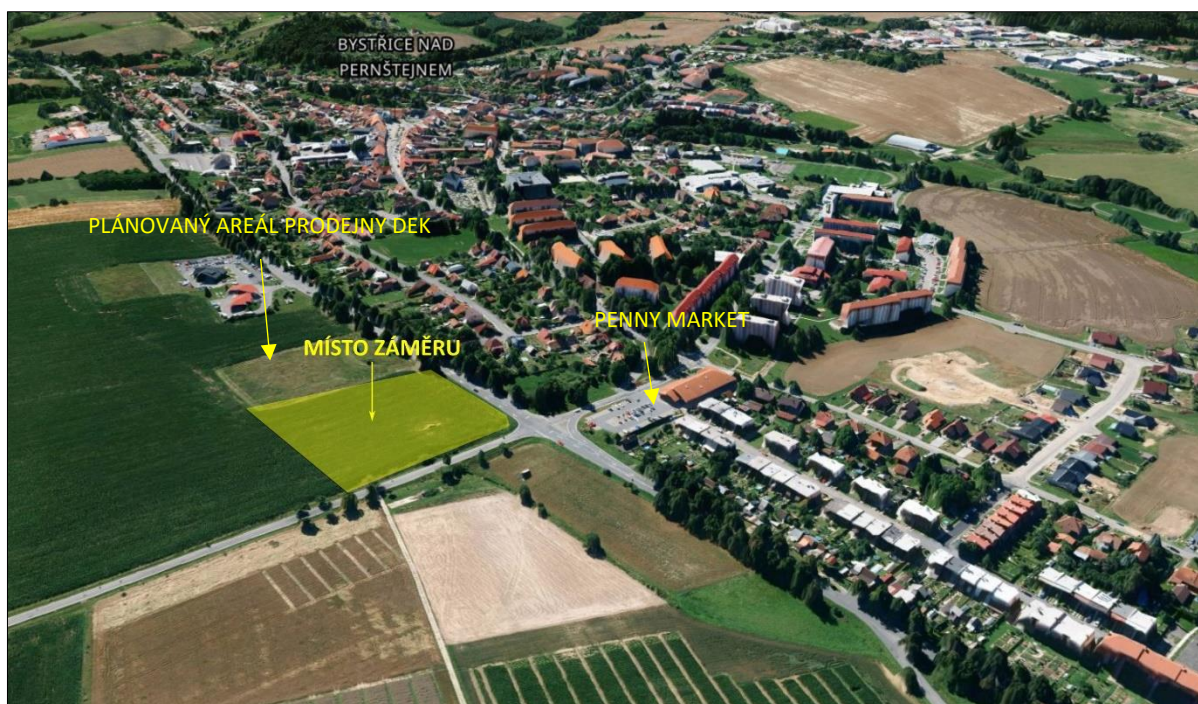 BYSTŘICE NAD
PERNŠTEJNEM
PLÁNOVANÝ AREÁL PRODEJNY DEK
PENNY MARKET
MÍSTO ZÁMĚRU